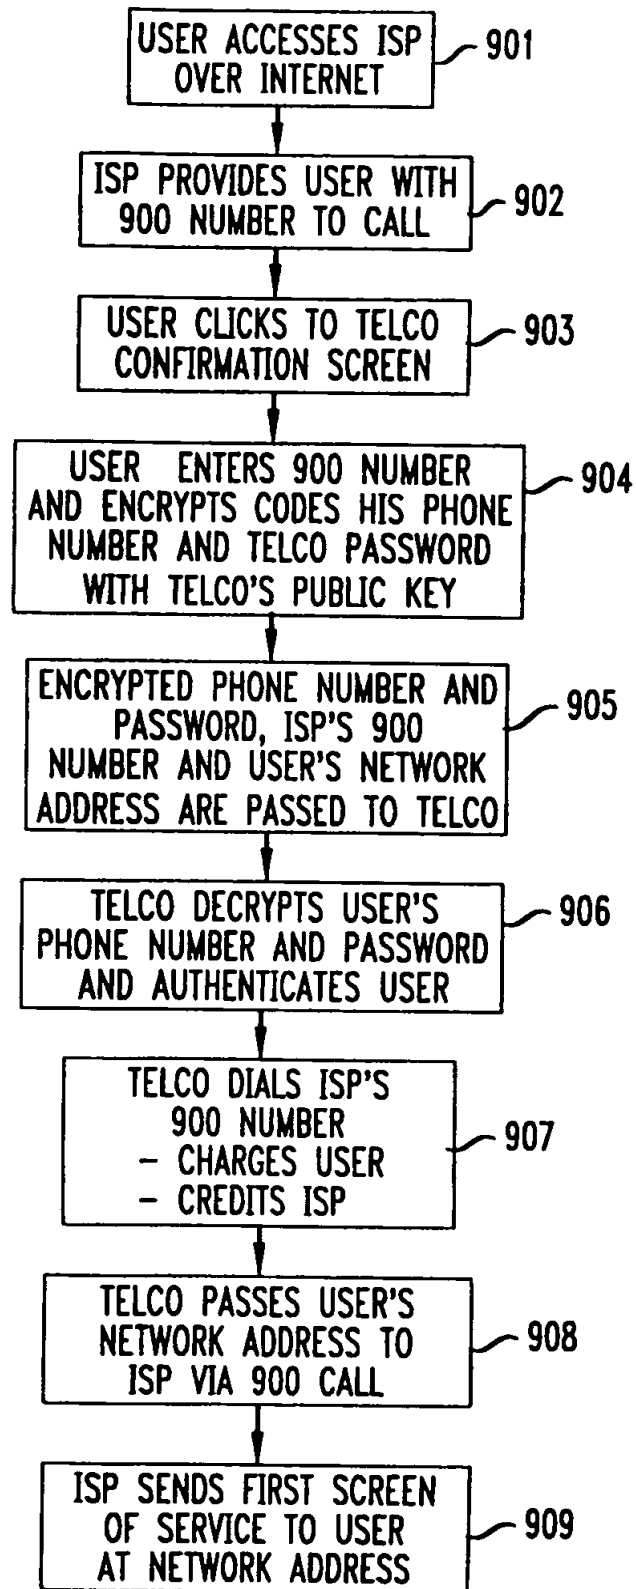 USER ACCESSES ISP
OVER INTERNET
901
ISP PROVIDES USER WITH
900 NUMBER TO CALL
902
USER CLICKS TO TELCO
CONFIRMATION SCREEN
903
USER ENTERS 900 NUMBER
AND ENCRYPTS CODES HIS PHONE
NUMBER AND TELCO PASSWORD
WITH TELCO'S PUBLIC KEY
904
ENCRYPTED PHONE NUMBER AND
PASSWORD, ISP'S 900
NUMBER AND USER'S NETWORK
ADDRESS ARE PASSED TO TELCO
905
TELCO DECRYPTS USER'S
PHONE NUMBER AND PASSWORD
AND AUTHENTICATES USER
906
TELCO DIALS ISP'S
900 NUMBER
- CHARGES USER
- CREDITS ISP
907
TELCO PASSES USER'S
NETWORK ADDRESS TO
ISP VIA 900 CALL
908
ISP SENDS FIRST SCREEN
OF SERVICE TO USER
AT NETWORK ADDRESS
909